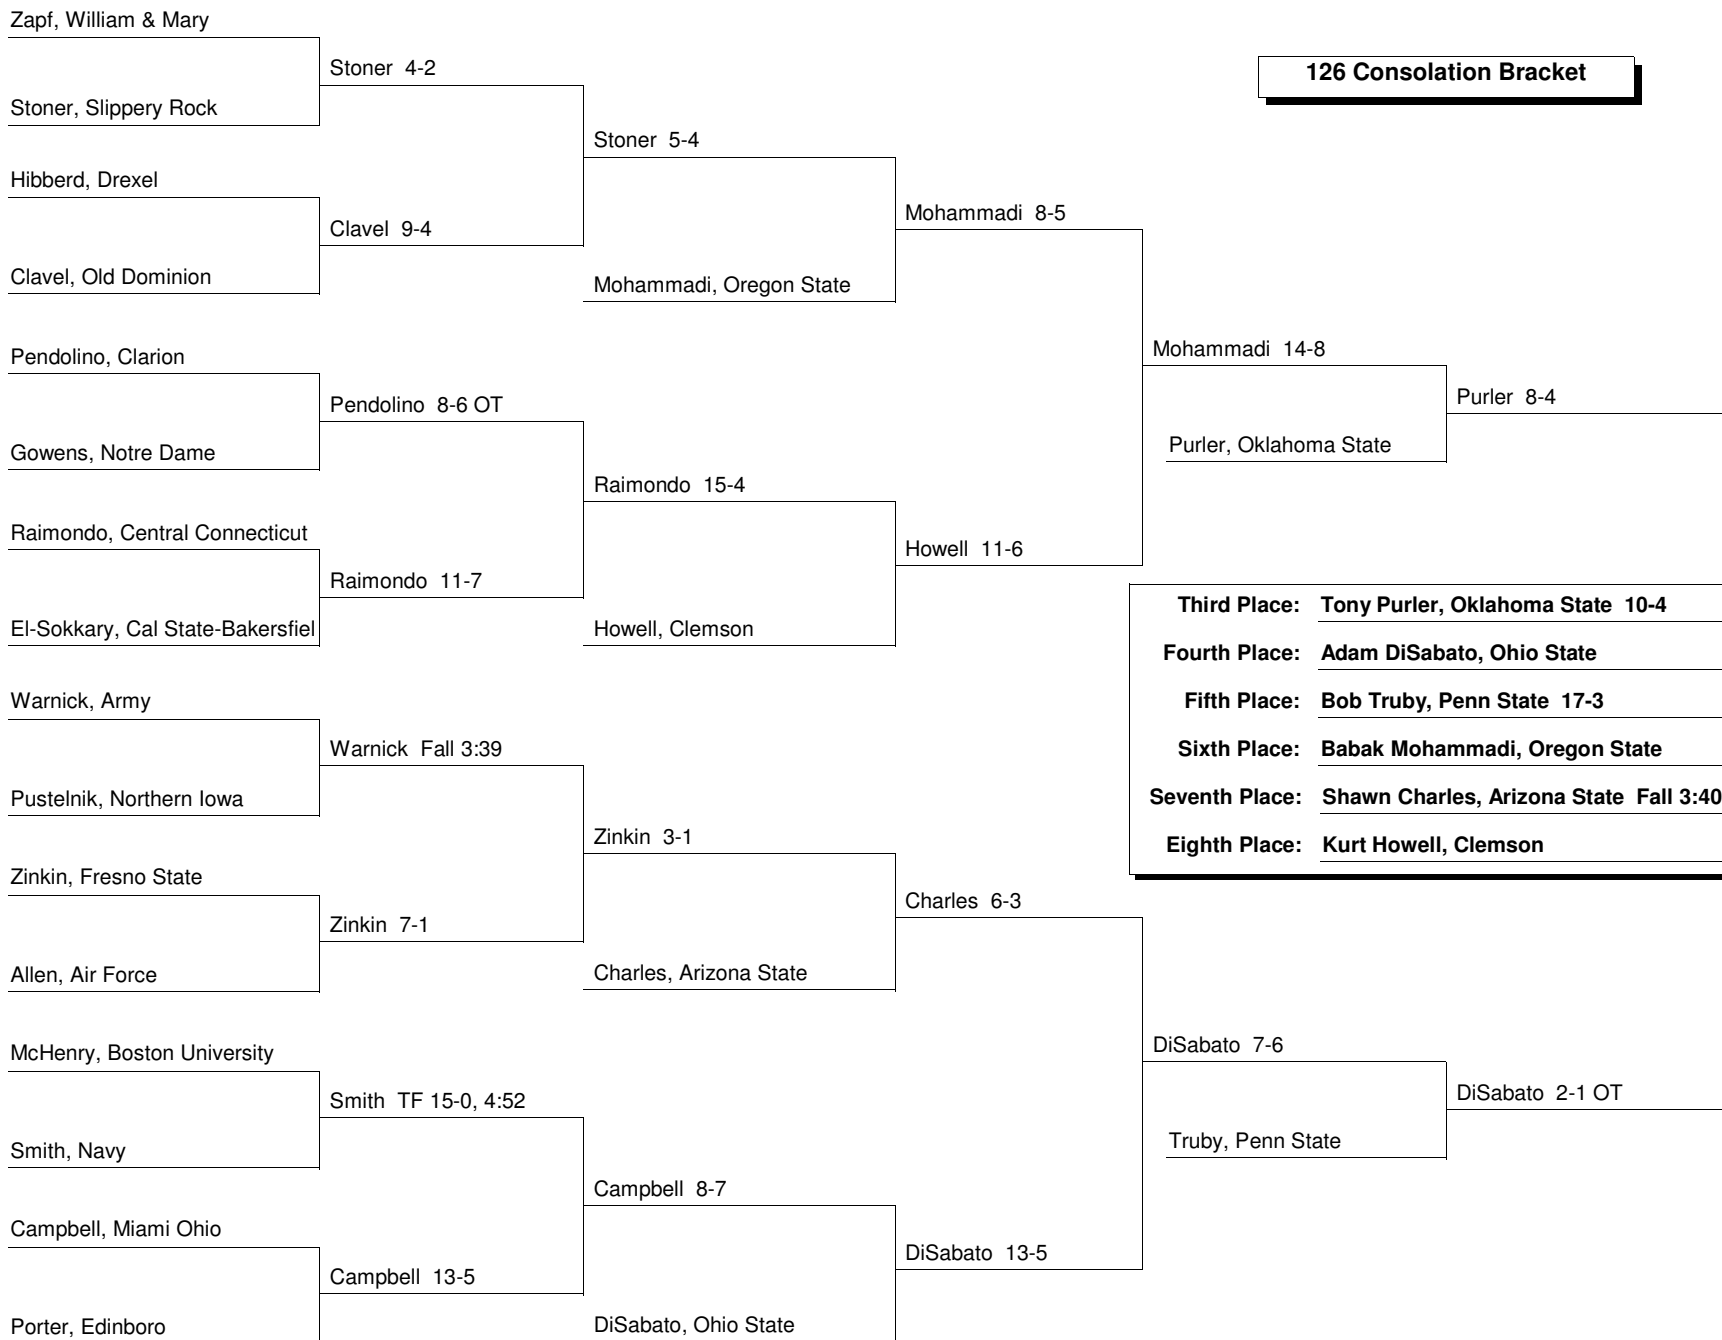 Zapf, William & Mary
Stoner 4-2
126 Consolation Bracket
Stoner, Slippery Rock
Stoner 5-4
Hibberd, Drexel
Mohammadi 8-5
Clavel 9-4
Clavel, Old Dominion
Mohammadi, Oregon State
Mohammadi 14-8
Pendolino, Clarion
Purler 8-4
Pendolino 8-6 OT
Purler, Oklahoma State
Gowens, Notre Dame
Raimondo 15-4
Raimondo, Central Connecticut
Howell 11-6
Raimondo 11-7
El-Sokkary, Cal State-Bakersfiel
Howell, Clemson
Third Place: Tony Purler, Oklahoma State 10-4
Fourth Place: Adam DiSabato, Ohio State
Fifth Place: Bob Truby, Penn State 17-3
Sixth Place: Babak Mohammadi, Oregon State
Seventh Place: Shawn Charles, Arizona State Fall 3:40
Eighth Place: Kurt Howell, Clemson
Warnick, Army
Warnick Fall 3:39
Pustelnik, Northern Iowa
Zinkin 3-1
Zinkin, Fresno State
Charles 6-3
Zinkin 7-1
Allen, Air Force
Charles, Arizona State
McHenry, Boston University
DiSabato 7-6
Smith TF 15-0, 4:52
DiSabato 2-1 OT
Smith, Navy
Truby, Penn State
Campbell 8-7
Campbell, Miami Ohio
DiSabato 13-5
Campbell 13-5
Porter, Edinboro
DiSabato, Ohio State